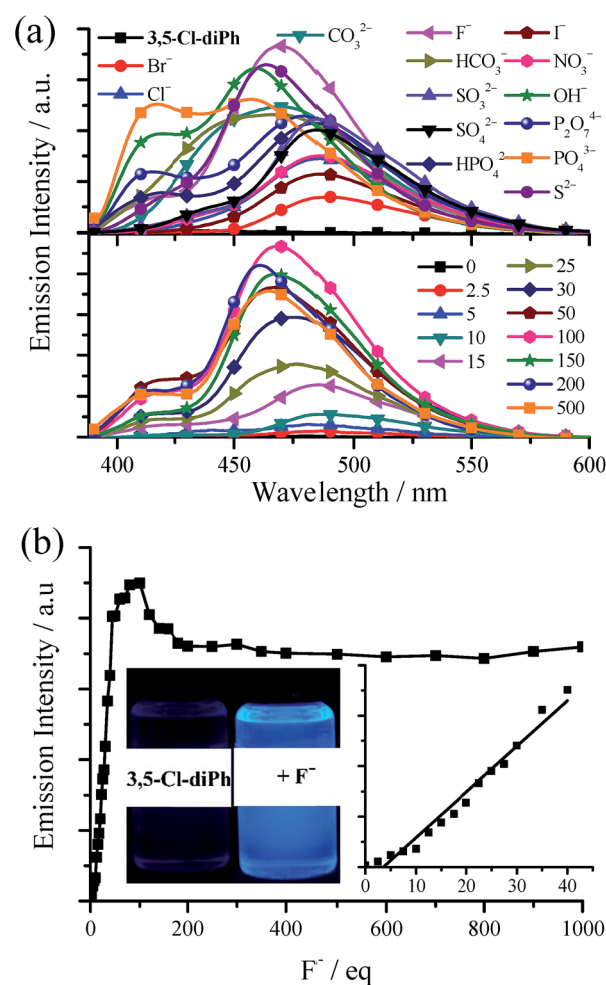 (a)
3,5-Cl-diPh
Br⁻
Cl⁻
CO₃²⁻
F⁻
HCO₃⁻
SO₃²⁻
SO₄²⁻
HPO₄²
I⁻
NO₃⁻
OH⁻
P₂O₇⁴⁻
PO₄³⁻
S²⁻
Emission Intensity / a.u.
0
2.5
5
10
15
25
30
50
100
150
200
500
400 450 500 550 600
Wavelength / nm
(b)
Emission Intensity / a.u
3,5-Cl-diPh
+ F⁻
0 10 20 30 40
0 200 400 600 800 1000
F⁻ / eq